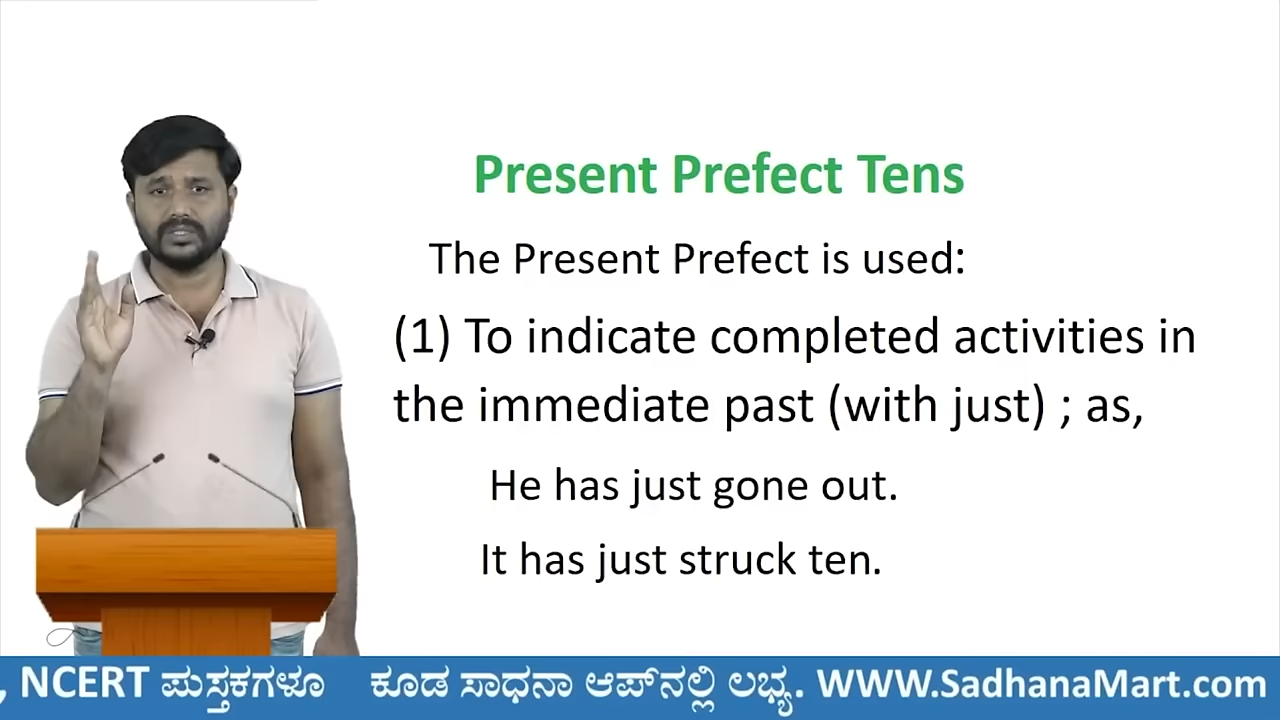 Present Prefect Tens
The Present Prefect is used:
(1) To indicate completed activities in
the immediate past (with just) ; as,
He has just gone out.
It has just struck ten.
, NCERT ಪುಸ್ತಕಗಳೂ ಕೂಡ ಸಾಧನಾ ಆಪ್‌ನಲ್ಲಿ ಲಭ್ಯ. WWW.SadhanaMart.com